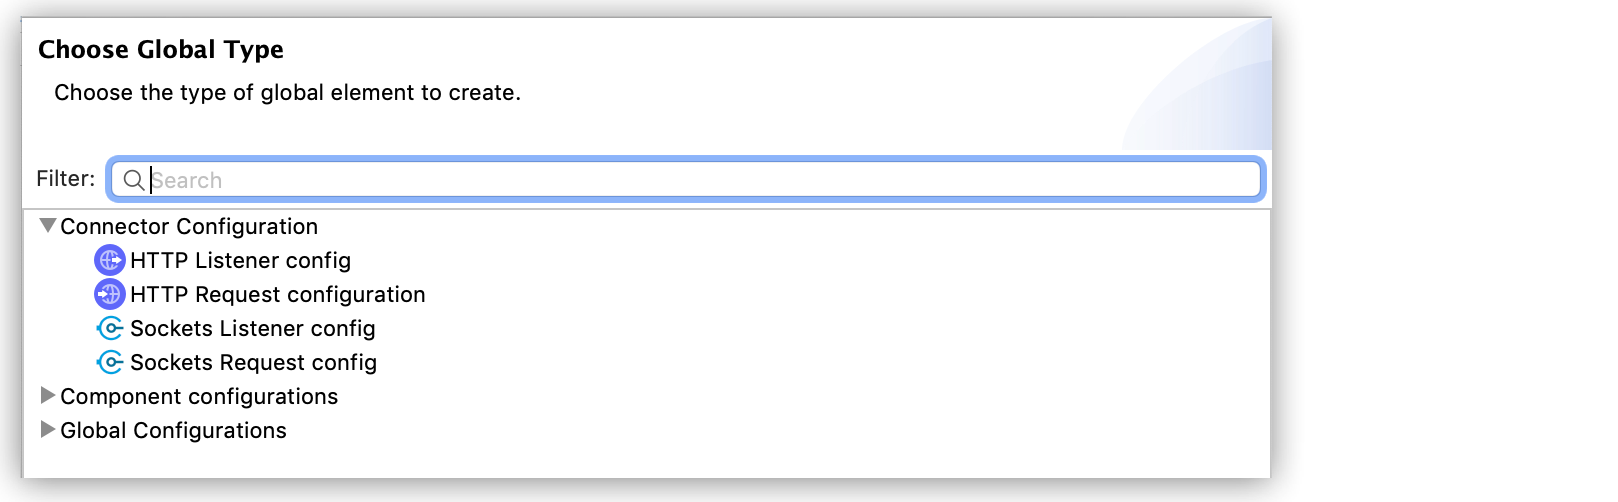 Choose Global Type
Choose the type of global element to create.
Filter: Search
Connector Configuration
HTTP Listener config
HTTP Request configuration
Sockets Listener config
Sockets Request config
Component configurations
Global Configurations